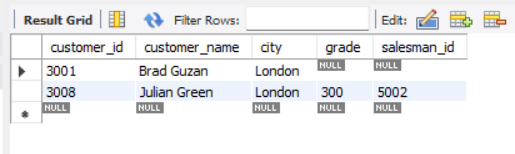 Result Grid Filter Rows: Edit:
customer_id customer_name city grade salesman_id
3001 Brad Guzan London NULL NULL
3008 Julian Green London 300 5002
NULL NULL NULL NULL NULL